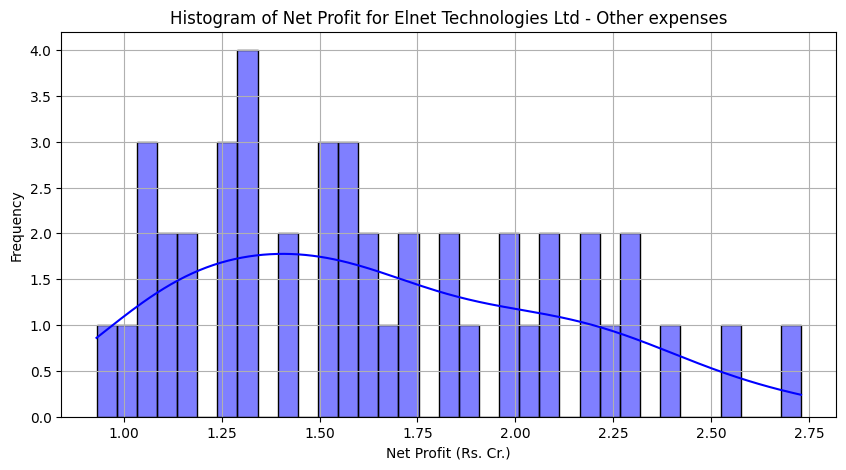 Histogram of Net Profit for Elnet Technologies Ltd - Other expenses
4.0
3.5
3.0
2.5
2.0
1.5
1.0
0.5
0.0
Frequency
1.00 1.25 1.50 1.75 2.00 2.25 2.50 2.75
Net Profit (Rs. Cr.)